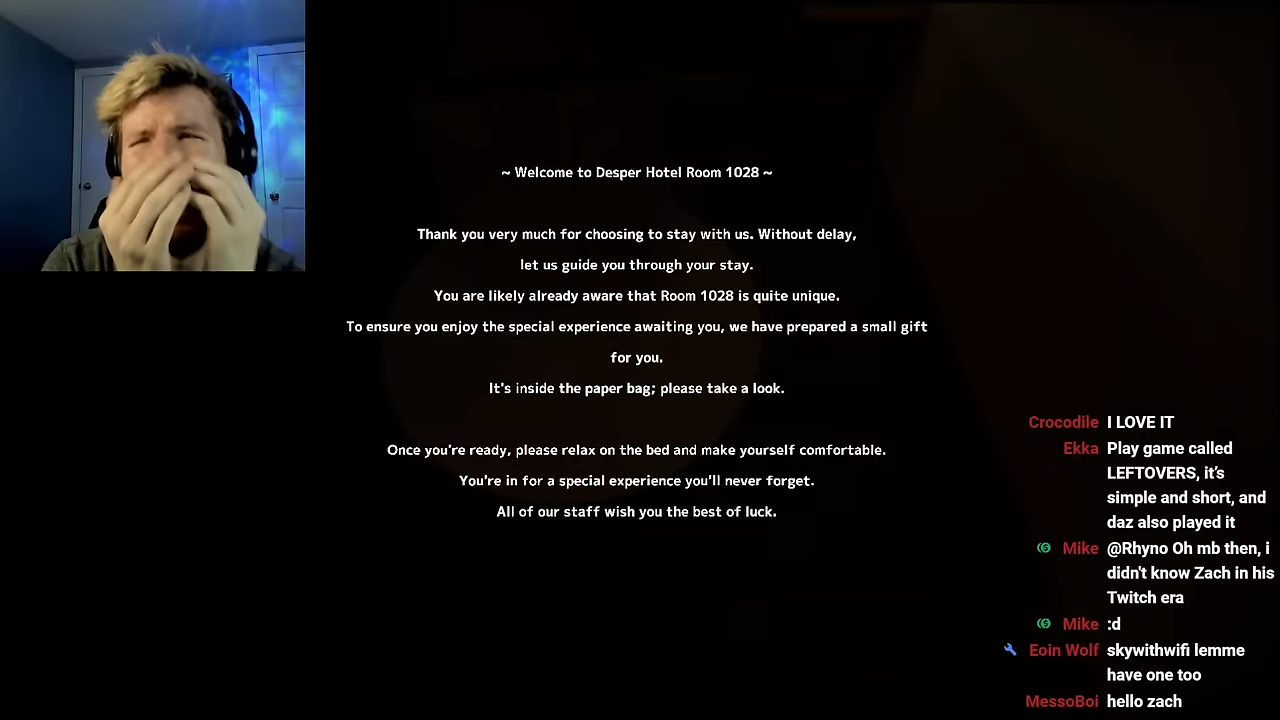 ~ Welcome to Desper Hotel Room 1028 ~
Thank you very much for choosing to stay with us. Without delay,
let us guide you through your stay.
You are likely already aware that Room 1028 is quite unique.
To ensure you enjoy the special experience awaiting you, we have prepared a small gift
for you.
It's inside the paper bag; please take a look.
Once you're ready, please relax on the bed and make yourself comfortable.
You're in for a special experience you'll never forget.
All of our staff wish you the best of luck.
Crocodile I LOVE IT
Ekka Play game called
LEFTOVERS, it’s
simple and short, and
daz also played it
Mike @Rhyno Oh mb then, i
didn't know Zach in his
Twitch era
Mike :d
Eoin Wolf skywithwifi lemme
have one too
MessoBoi hello zach